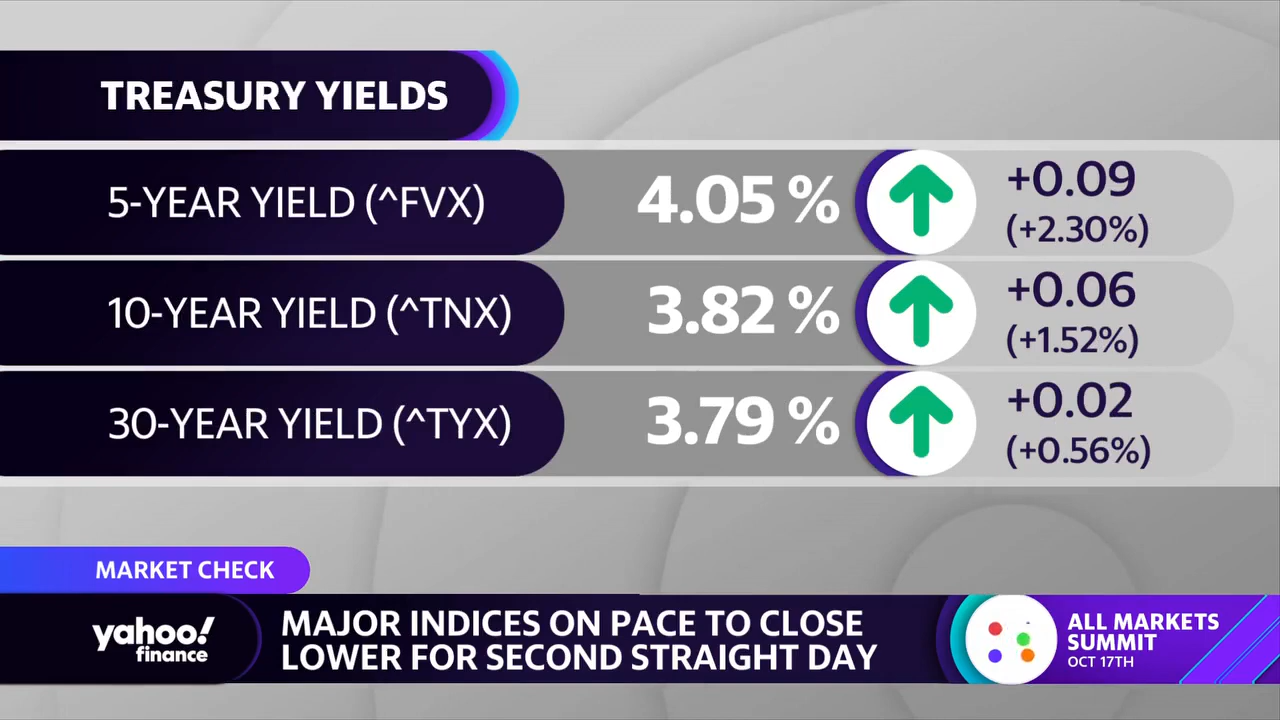 TREASURY YIELDS
5-YEAR YIELD (^FVX) 4.05 % +0.09
(+2.30%)
10-YEAR YIELD (^TNX) 3.82 % +0.06
(+1.52%)
30-YEAR YIELD (^TYX) 3.79 % +0.02
(+0.56%)
MARKET CHECK
yahoo!
finance
MAJOR INDICES ON PACE TO CLOSE
LOWER FOR SECOND STRAIGHT DAY
ALL MARKETS
SUMMIT
OCT 17TH